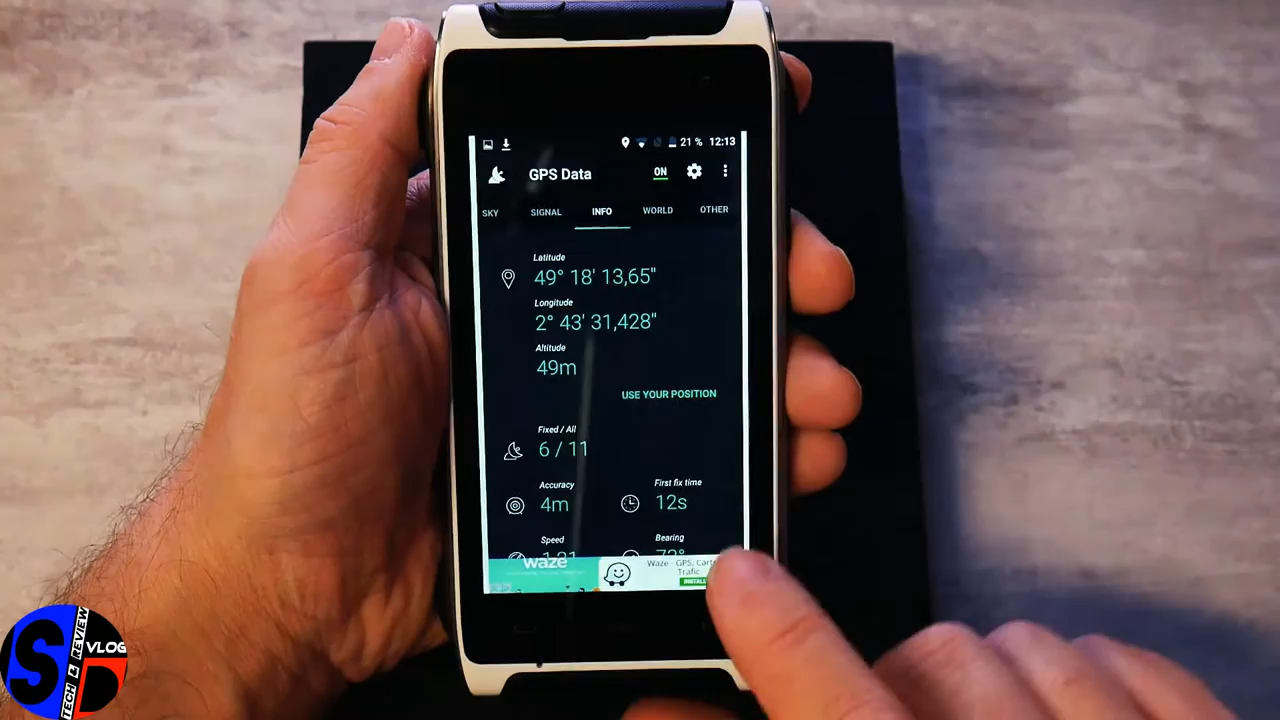 21 % 12:13
GPS Data ON
SKY SIGNAL INFO WORLD OTHER
Latitude
49° 18' 13,65"
Longitude
2° 43' 31,428"
Altitude
49m
USE YOUR POSITION
Fixed / All
6 / 11
Accuracy First fix time
4m 12s
Speed Bearing
waze
Waze - GPS,
Trafic
S D
TECH & REVIEW
VLOG